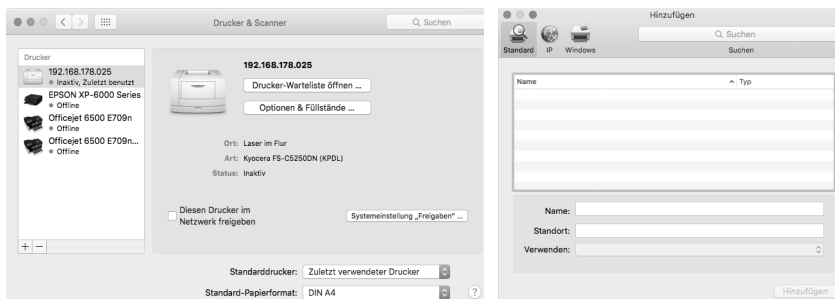 Drucker & Scanner
Suchen
Drucker
192.168.178.025
Inaktiv, Zuletzt benutzt
EPSON XP-6000 Series
Offline
Officejet 6500 E709n
Offline
Officejet 6500 E709n...
Offline
+ −
192.168.178.025
Drucker-Warteliste öffnen ...
Optionen & Füllstände ...
Ort: Laser im Flur
Art: Kyocera FS-C5250DN (KPDL)
Status: Inaktiv
Diesen Drucker im
Netzwerk freigeben
Systemeinstellung „Freigaben“ ...
Standarddrucker: Zuletzt verwendeter Drucker
Standard-Papierformat: DIN A4
?
Hinzufügen
Suchen
Standard IP Windows Suchen
Name Typ
Name:
Standort:
Verwenden:
Hinzufügen